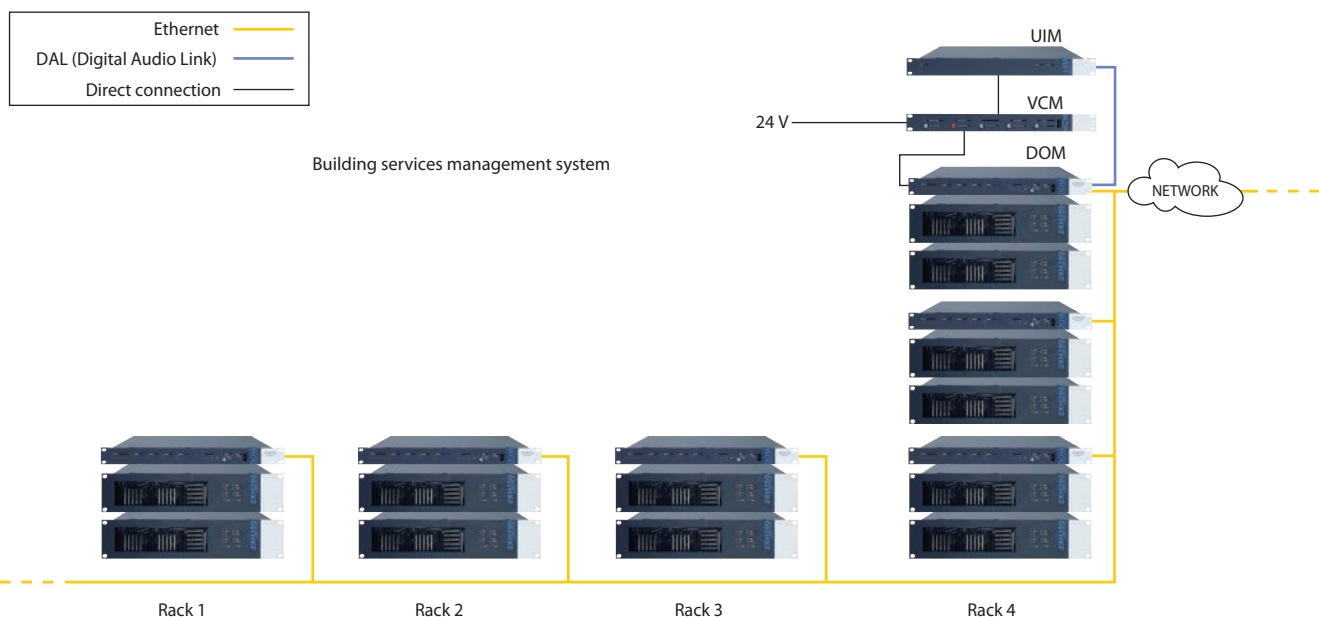 Ethernet
DAL (Digital Audio Link)
Direct connection
UIM
VCM
24 V
DOM
Building services management system
NETWORK
Rack 1
Rack 2
Rack 3
Rack 4